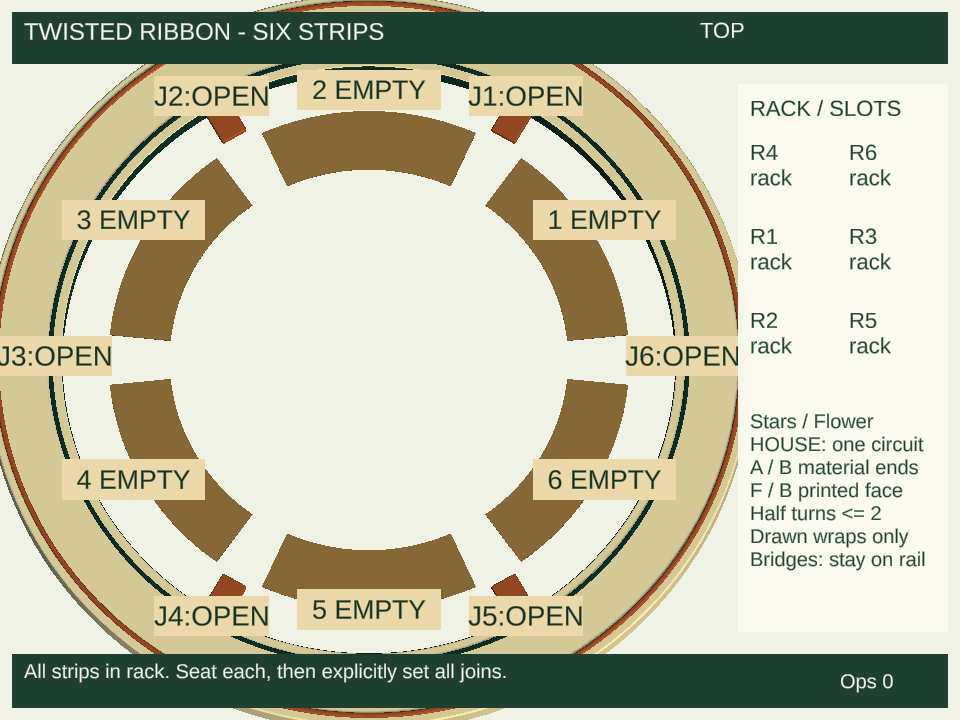 TWISTED RIBBON - SIX STRIPS
TOP
J2:OPEN
2 EMPTY
J1:OPEN
3 EMPTY
1 EMPTY
J3:OPEN
J6:OPEN
4 EMPTY
6 EMPTY
J4:OPEN
5 EMPTY
J5:OPEN
RACK / SLOTS
R4 R6
rack rack
R1 R3
rack rack
R2 R5
rack rack
Stars / Flower
HOUSE: one circuit
A / B material ends
F / B printed face
Half turns <= 2
Drawn wraps only
Bridges: stay on rail
All strips in rack. Seat each, then explicitly set all joins.
Ops 0